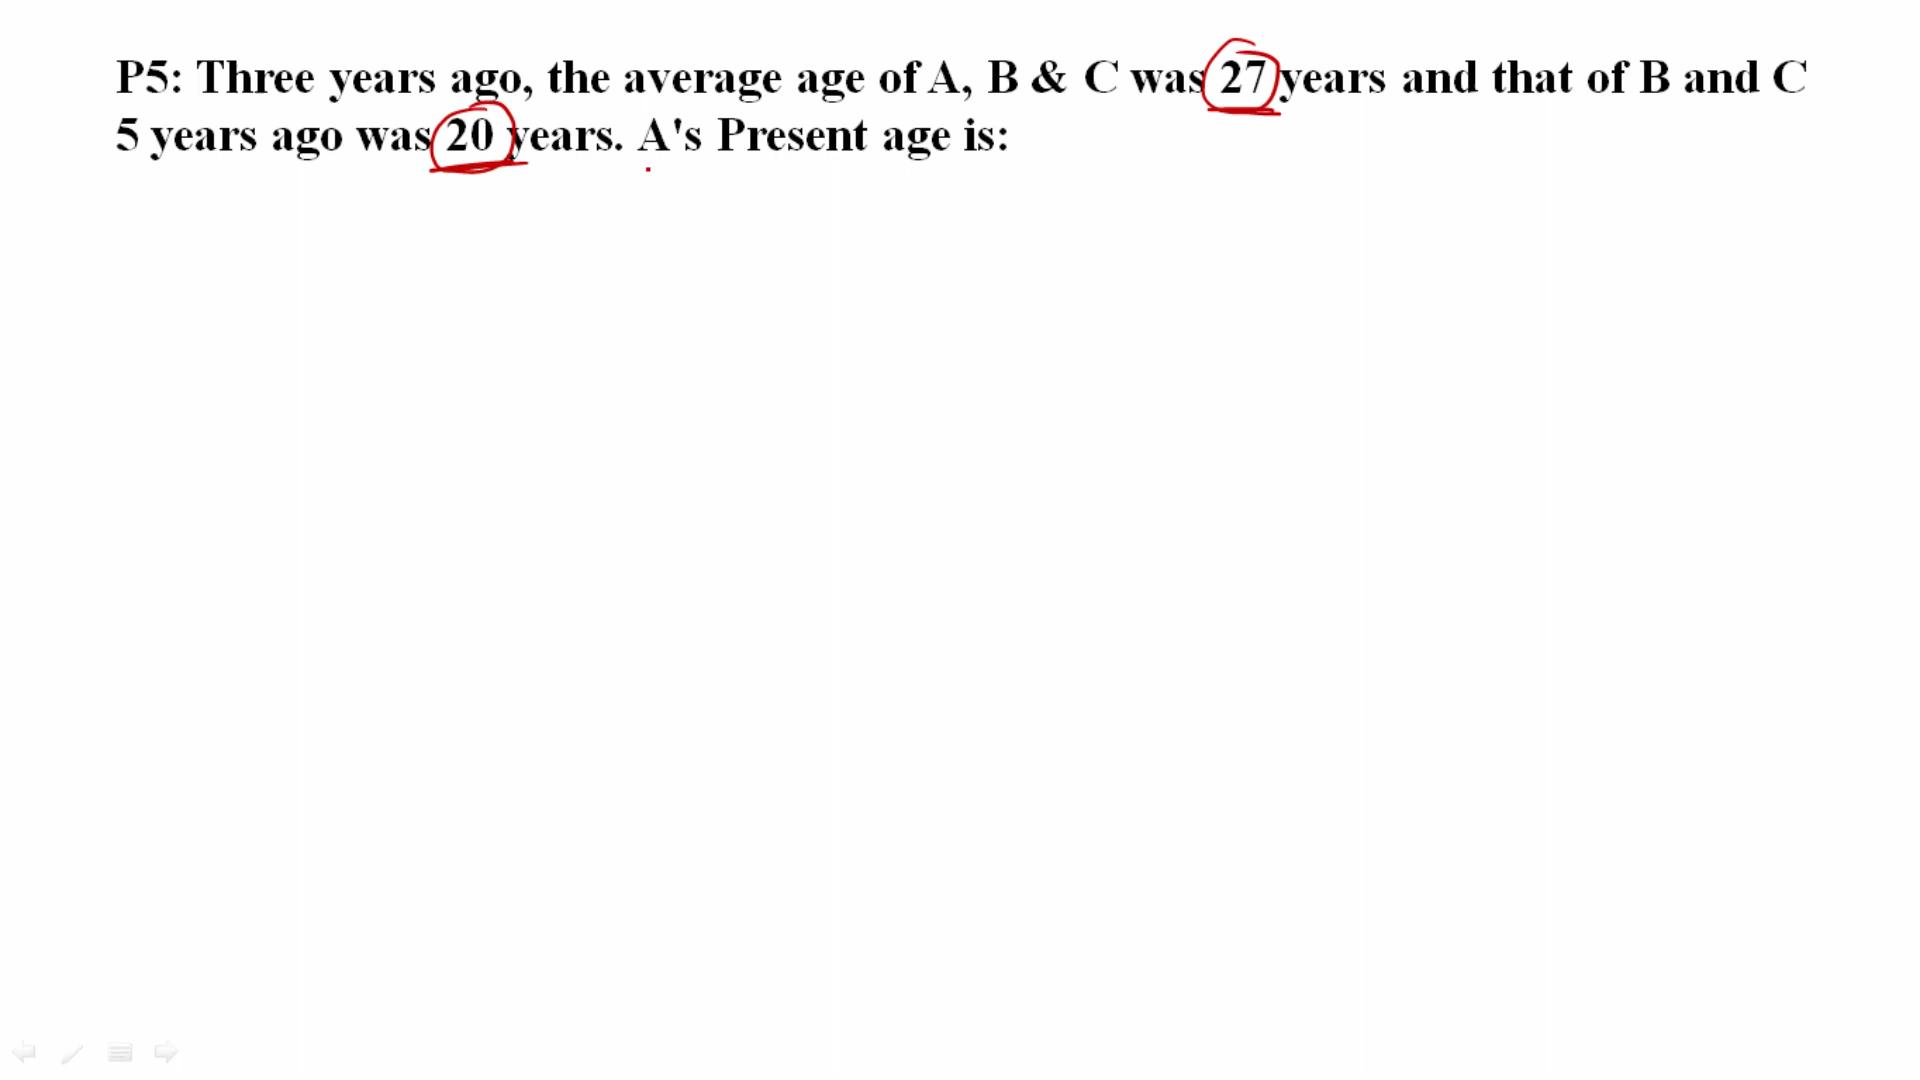 P5: Three years ago, the average age of A, B & C was 27 years and that of B and C
5 years ago was 20 years. A's Present age is: